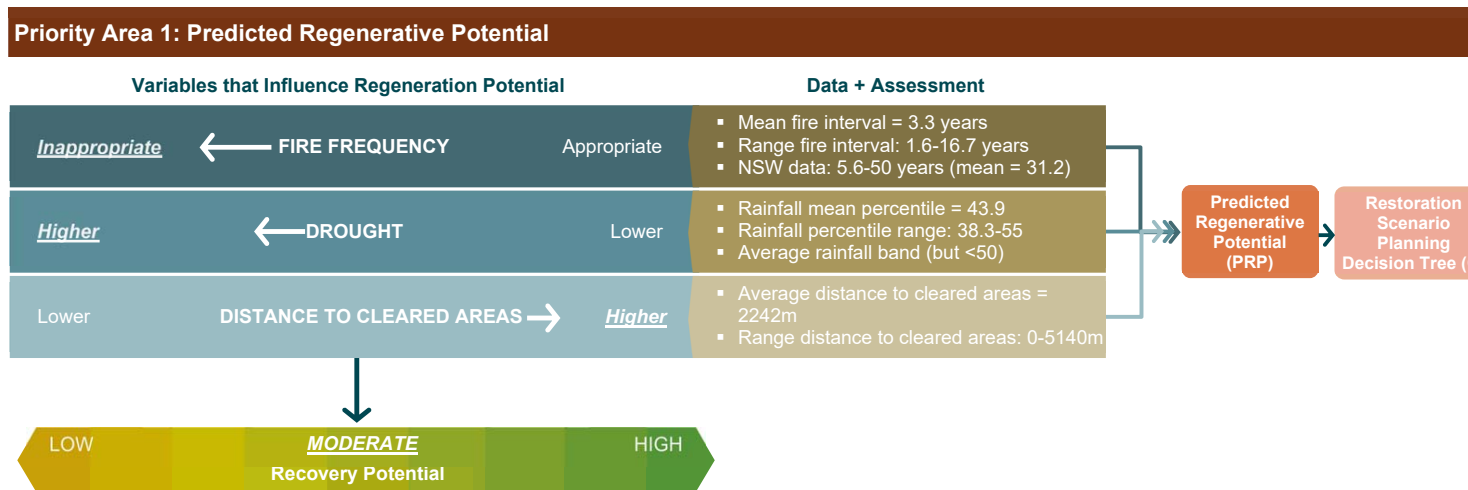 Priority Area 1: Predicted Regenerative Potential
Variables that Influence Regeneration Potential
Data + Assessment
Inappropriate
FIRE FREQUENCY
Appropriate
▪ Mean fire interval = 3.3 years
▪ Range fire interval: 1.6-16.7 years
▪ NSW data: 5.6-50 years (mean = 31.2)
Higher
DROUGHT
Lower
▪ Rainfall mean percentile = 43.9
▪ Rainfall percentile range: 38.3-55
▪ Average rainfall band (but <50)
Lower
DISTANCE TO CLEARED AREAS
Higher
▪ Average distance to cleared areas =
2242m
▪ Range distance to cleared areas: 0-5140m
Predicted
Regenerative
Potential
(PRP)
Restoration
Scenario
Planning
Decision Tree (
LOW
MODERATE
HIGH
Recovery Potential